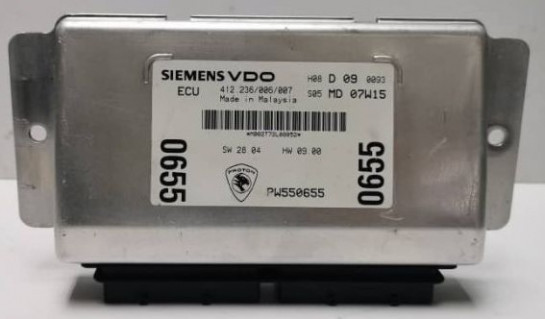 SIEMENS VDO H08 D 09 0093
ECU 412.236/006/007 S05 MD 07W15
Made in Malaysia
SW 28.04 HW 09.00
0655
PROTON
PW550655
0655